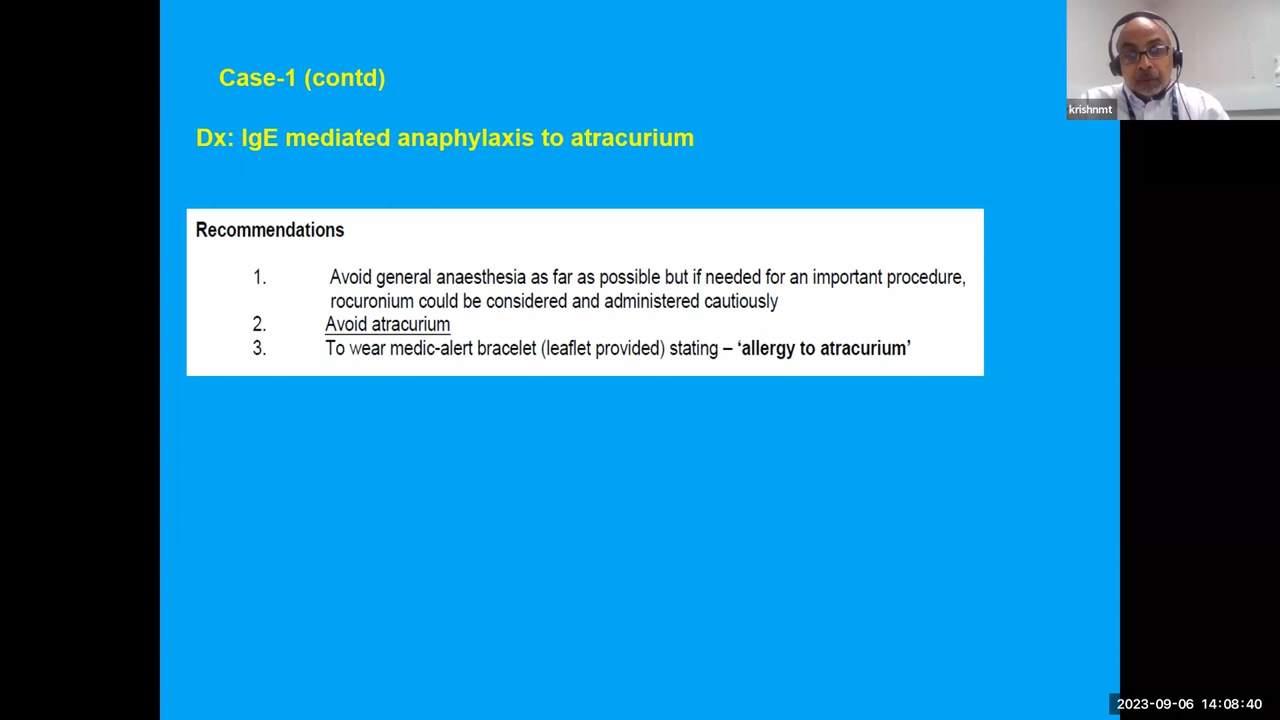 Case-1 (contd)
Dx: IgE mediated anaphylaxis to atracurium
Recommendations
1. Avoid general anaesthesia as far as possible but if needed for an important procedure,
rocuronium could be considered and administered cautiously
2. Avoid atracurium
3. To wear medic-alert bracelet (leaflet provided) stating – ‘allergy to atracurium’
krishnmt
2023-09-06 14:08:40